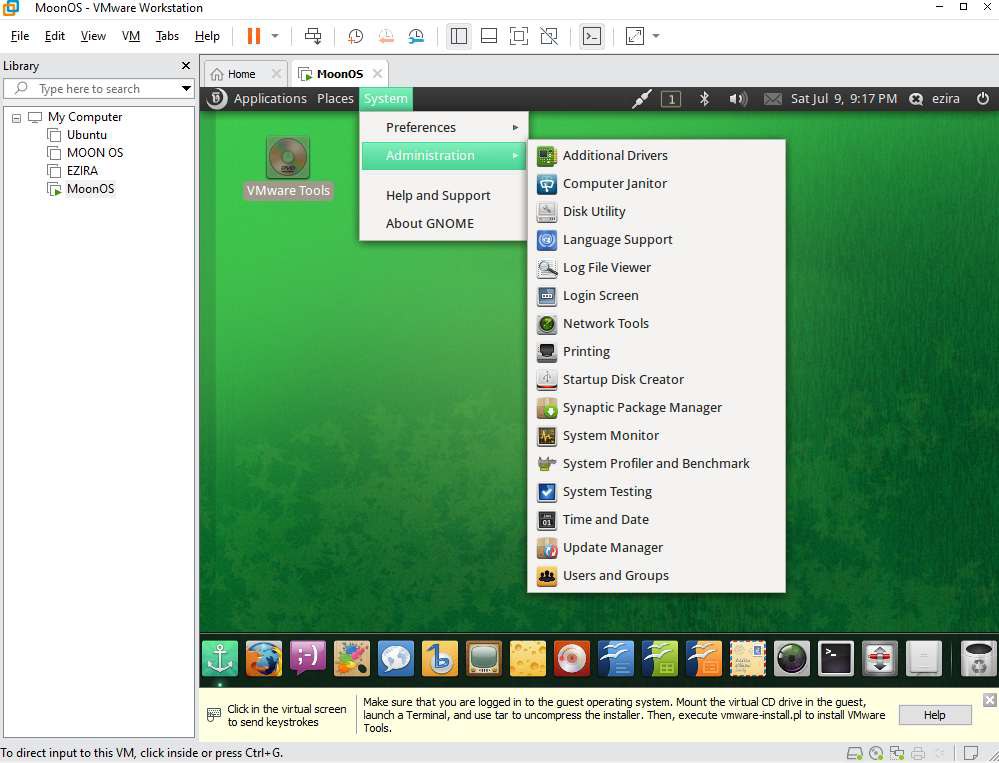 MoonOS - VMware Workstation
File Edit View VM Tabs Help
Library
Type here to search
My Computer
Ubuntu
MOON OS
EZIRA
MoonOS
Home
MoonOS
Applications Places System
1
Sat Jul 9, 9:17 PM
ezira
VMware Tools
Preferences
Administration
Help and Support
About GNOME
Additional Drivers
Computer Janitor
Disk Utility
Language Support
Log File Viewer
Login Screen
Network Tools
Printing
Startup Disk Creator
Synaptic Package Manager
System Monitor
System Profiler and Benchmark
System Testing
Time and Date
Update Manager
Users and Groups
Click in the virtual screen
to send keystrokes
Make sure that you are logged in to the guest operating system. Mount the virtual CD drive in the guest,
launch a Terminal, and use tar to uncompress the installer. Then, execute vmware-install.pl to install VMware
Tools.
Help
To direct input to this VM, click inside or press Ctrl+G.